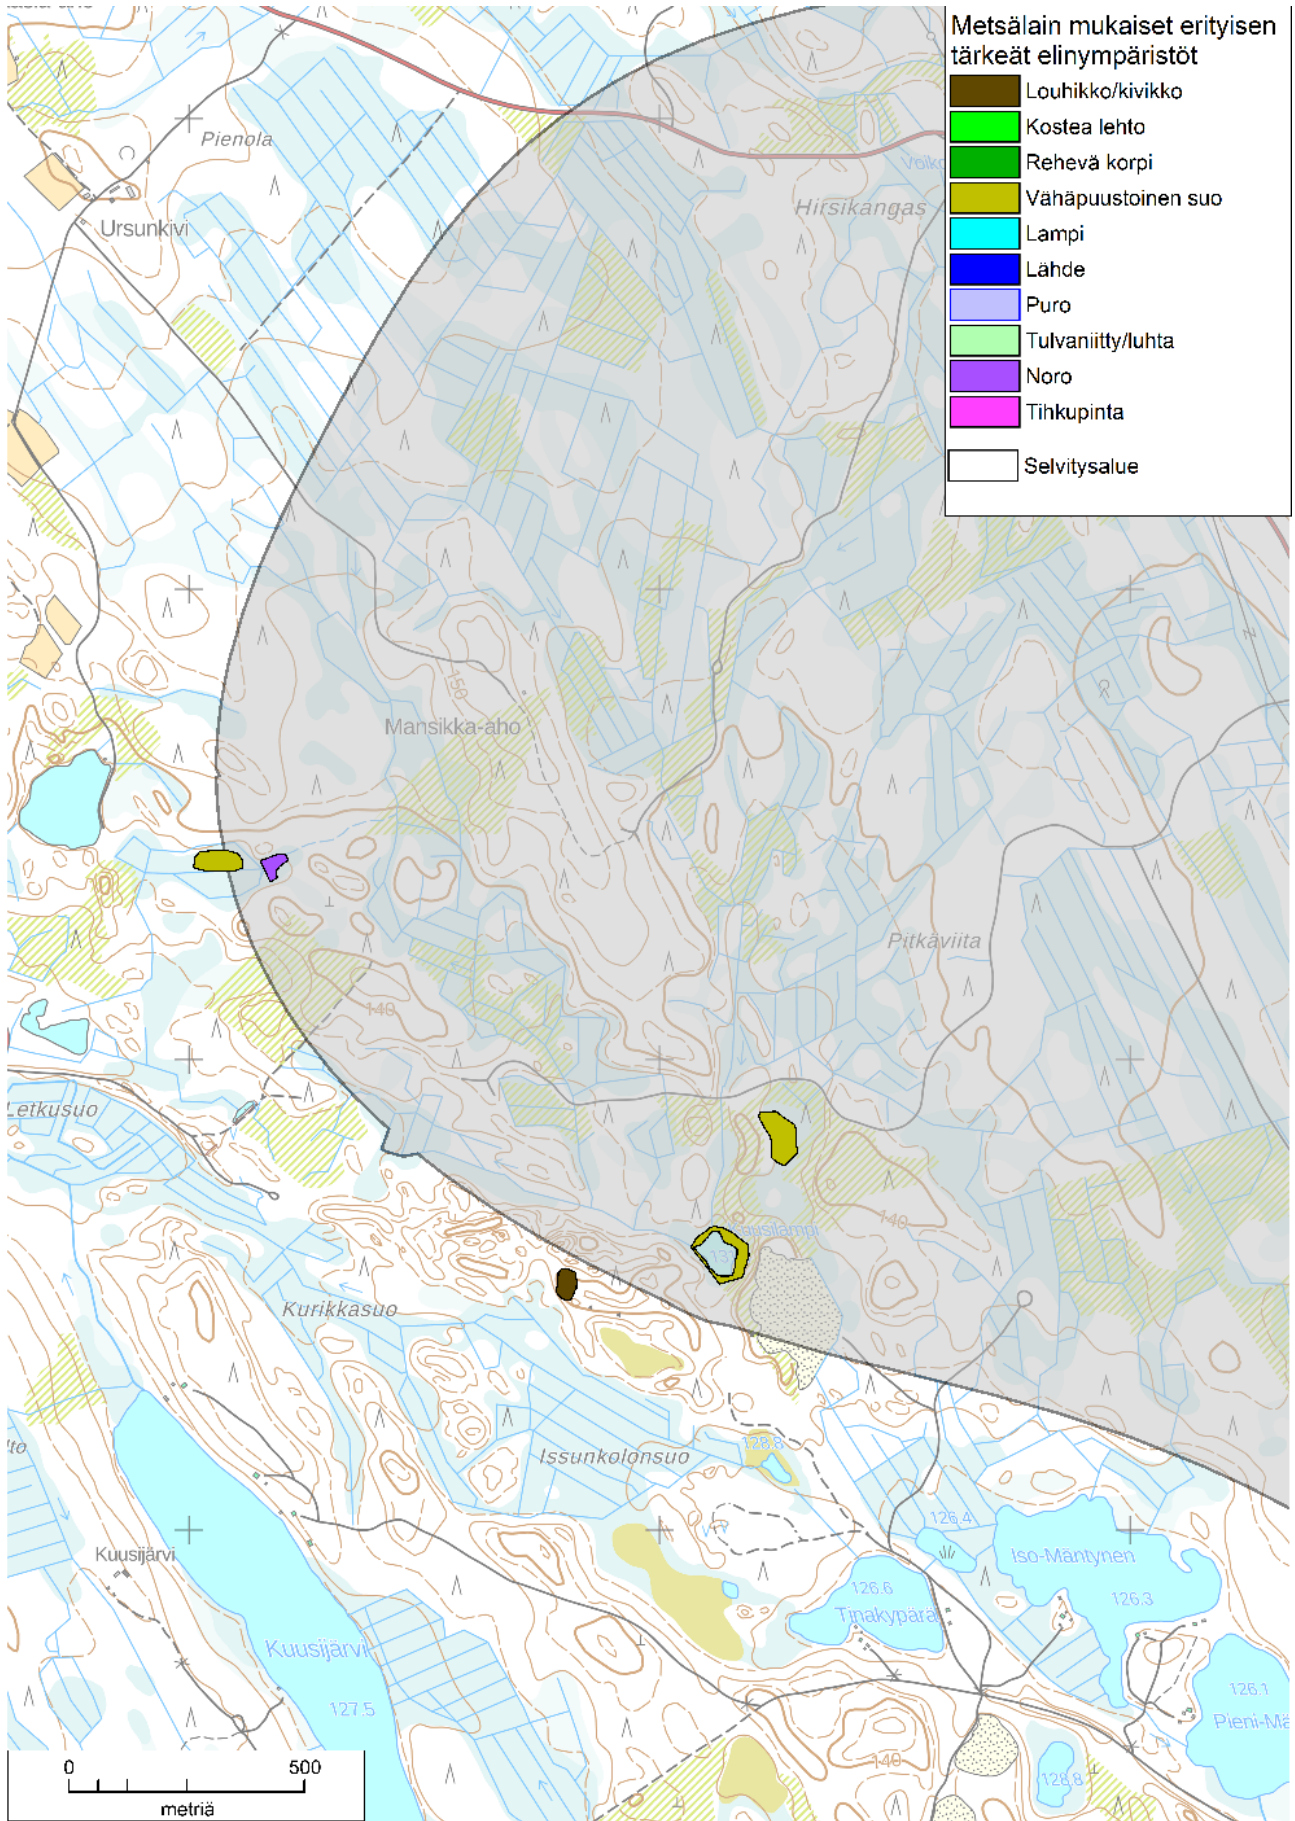 Metsälain mukaiset erityisen
tärkeät elinympäristöt
Louhikko/kivikko
Kostea lehto
Rehevä korpi
Vähäpuustoinen suo
Lampi
Lähde
Puro
Tulvaniitty/luhta
Noro
Tihkupinta
Selvitysalue
Pienola
Ursunkivi
Hirsikangas
150
Mansikka-aho
Pitkäviita
140
Letkusuo
140
Kurikkasuo
Issunkolonsuo
128.8
126.4
Iso-Mäntynen
126.3
Kuusijärvi
126.6
Tinakypärä
Kuusijärvi
127.5
126.1
Pieni-Mä
140
128.8
0 500
metriä